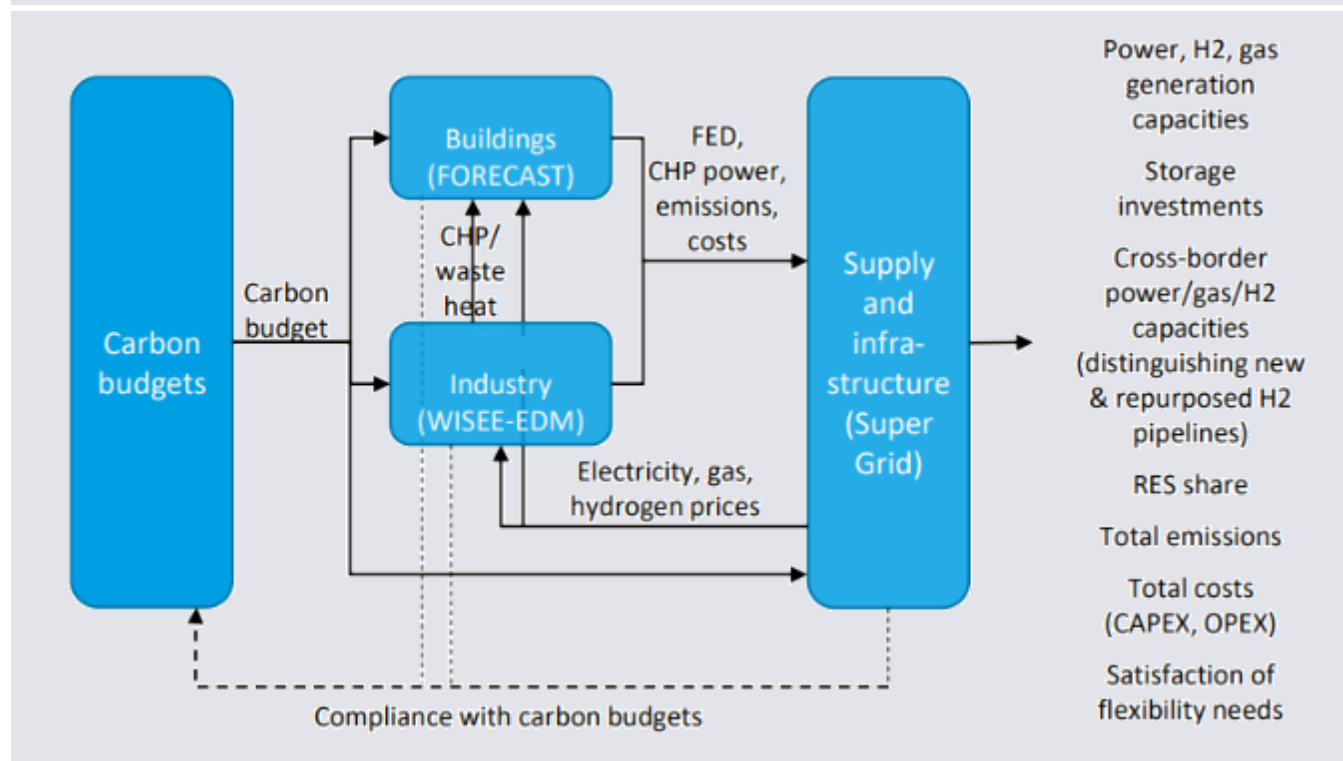 Carbon
budgets
Carbon
budget
Buildings
(FORECAST)
CHP/
waste
heat
Industry
(WISEE-EDM)
FED,
CHP power,
emissions,
costs
Electricity, gas,
hydrogen prices
Supply
and
infra-
structure
(Super
Grid)
Compliance with carbon budgets
Power, H2, gas
generation
capacities
Storage
investments
Cross-border
power/gas/H2
capacities
(distinguishing new
& repurposed H2
pipelines)
RES share
Total emissions
Total costs
(CAPEX, OPEX)
Satisfaction of
flexibility needs